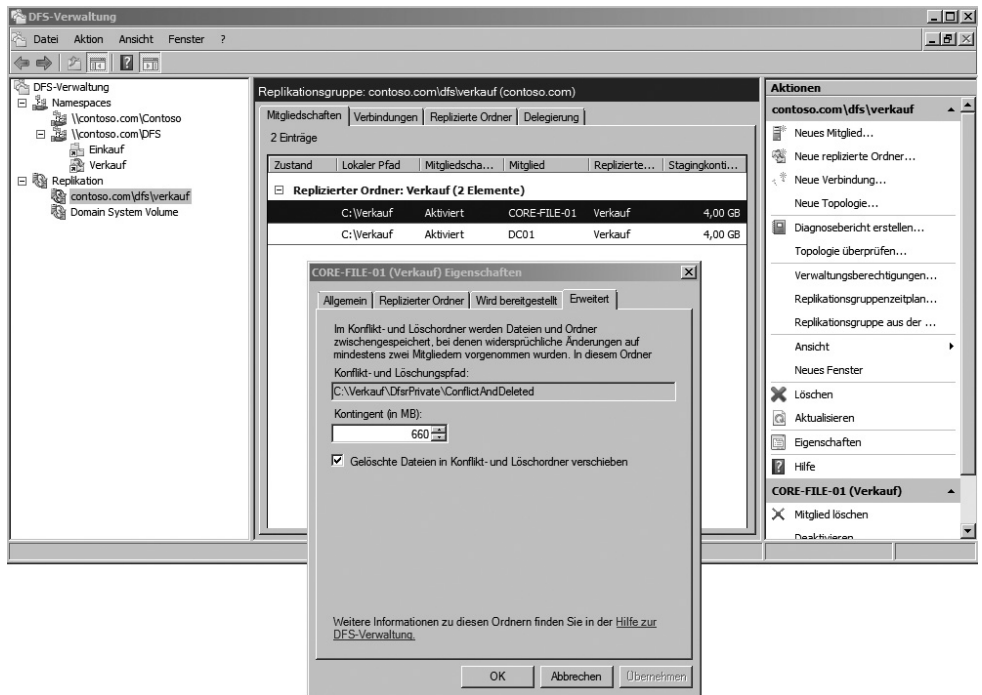 DFS-Verwaltung
Datei Aktion Ansicht Fenster ?
DFS-Verwaltung
Namespaces
\\contoso.com\Contoso
\\contoso.com\DFS
Einkauf
Verkauf
Replikation
contoso.com\dfs\verkauf
Domain System Volume
Replikationsgruppe: contoso.com\dfs\verkauf (contoso.com)
Mitgliedschaften Verbindungen Replizierte Ordner Delegierung
2 Einträge
Zustand Lokaler Pfad Mitgliedscha... Mitglied Replizierte... Stagingkonti...
Replizierter Ordner: Verkauf (2 Elemente)
C:\Verkauf Aktiviert CORE-FILE-01 Verkauf 4,00 GB
C:\Verkauf Aktiviert DC01 Verkauf 4,00 GB
CORE-FILE-01 (Verkauf) Eigenschaften
Allgemein Replizierter Ordner Wird bereitgestellt Erweitert
Im Konflikt- und Löschordner werden Dateien und Ordner
zwischengespeichert, bei denen widersprüchliche Änderungen auf
mindestens zwei Mitgliedern vorgenommen wurden. In diesem Ordner
Konflikt- und Löschungspfad:
C:\Verkauf\DfsrPrivate\ConflictAndDeleted
Kontingent (in MB):
660
Gelöschte Dateien in Konflikt- und Löschordner verschieben
Weitere Informationen zu diesen Ordnern finden Sie in der Hilfe zur
DFS-Verwaltung.
OK Abbrechen Übernehmen
Aktionen
contoso.com\dfs\verkauf
Neues Mitglied...
Neue replizierte Ordner...
Neue Verbindung...
Neue Topologie...
Diagnosebericht erstellen...
Topologie überprüfen...
Verwaltungsberechtigungen...
Replikationsgruppenzeitplan...
Replikationsgruppe aus der ...
Ansicht
Neues Fenster
Löschen
Aktualisieren
Eigenschaften
Hilfe
CORE-FILE-01 (Verkauf)
Mitglied löschen
Deaktivieren